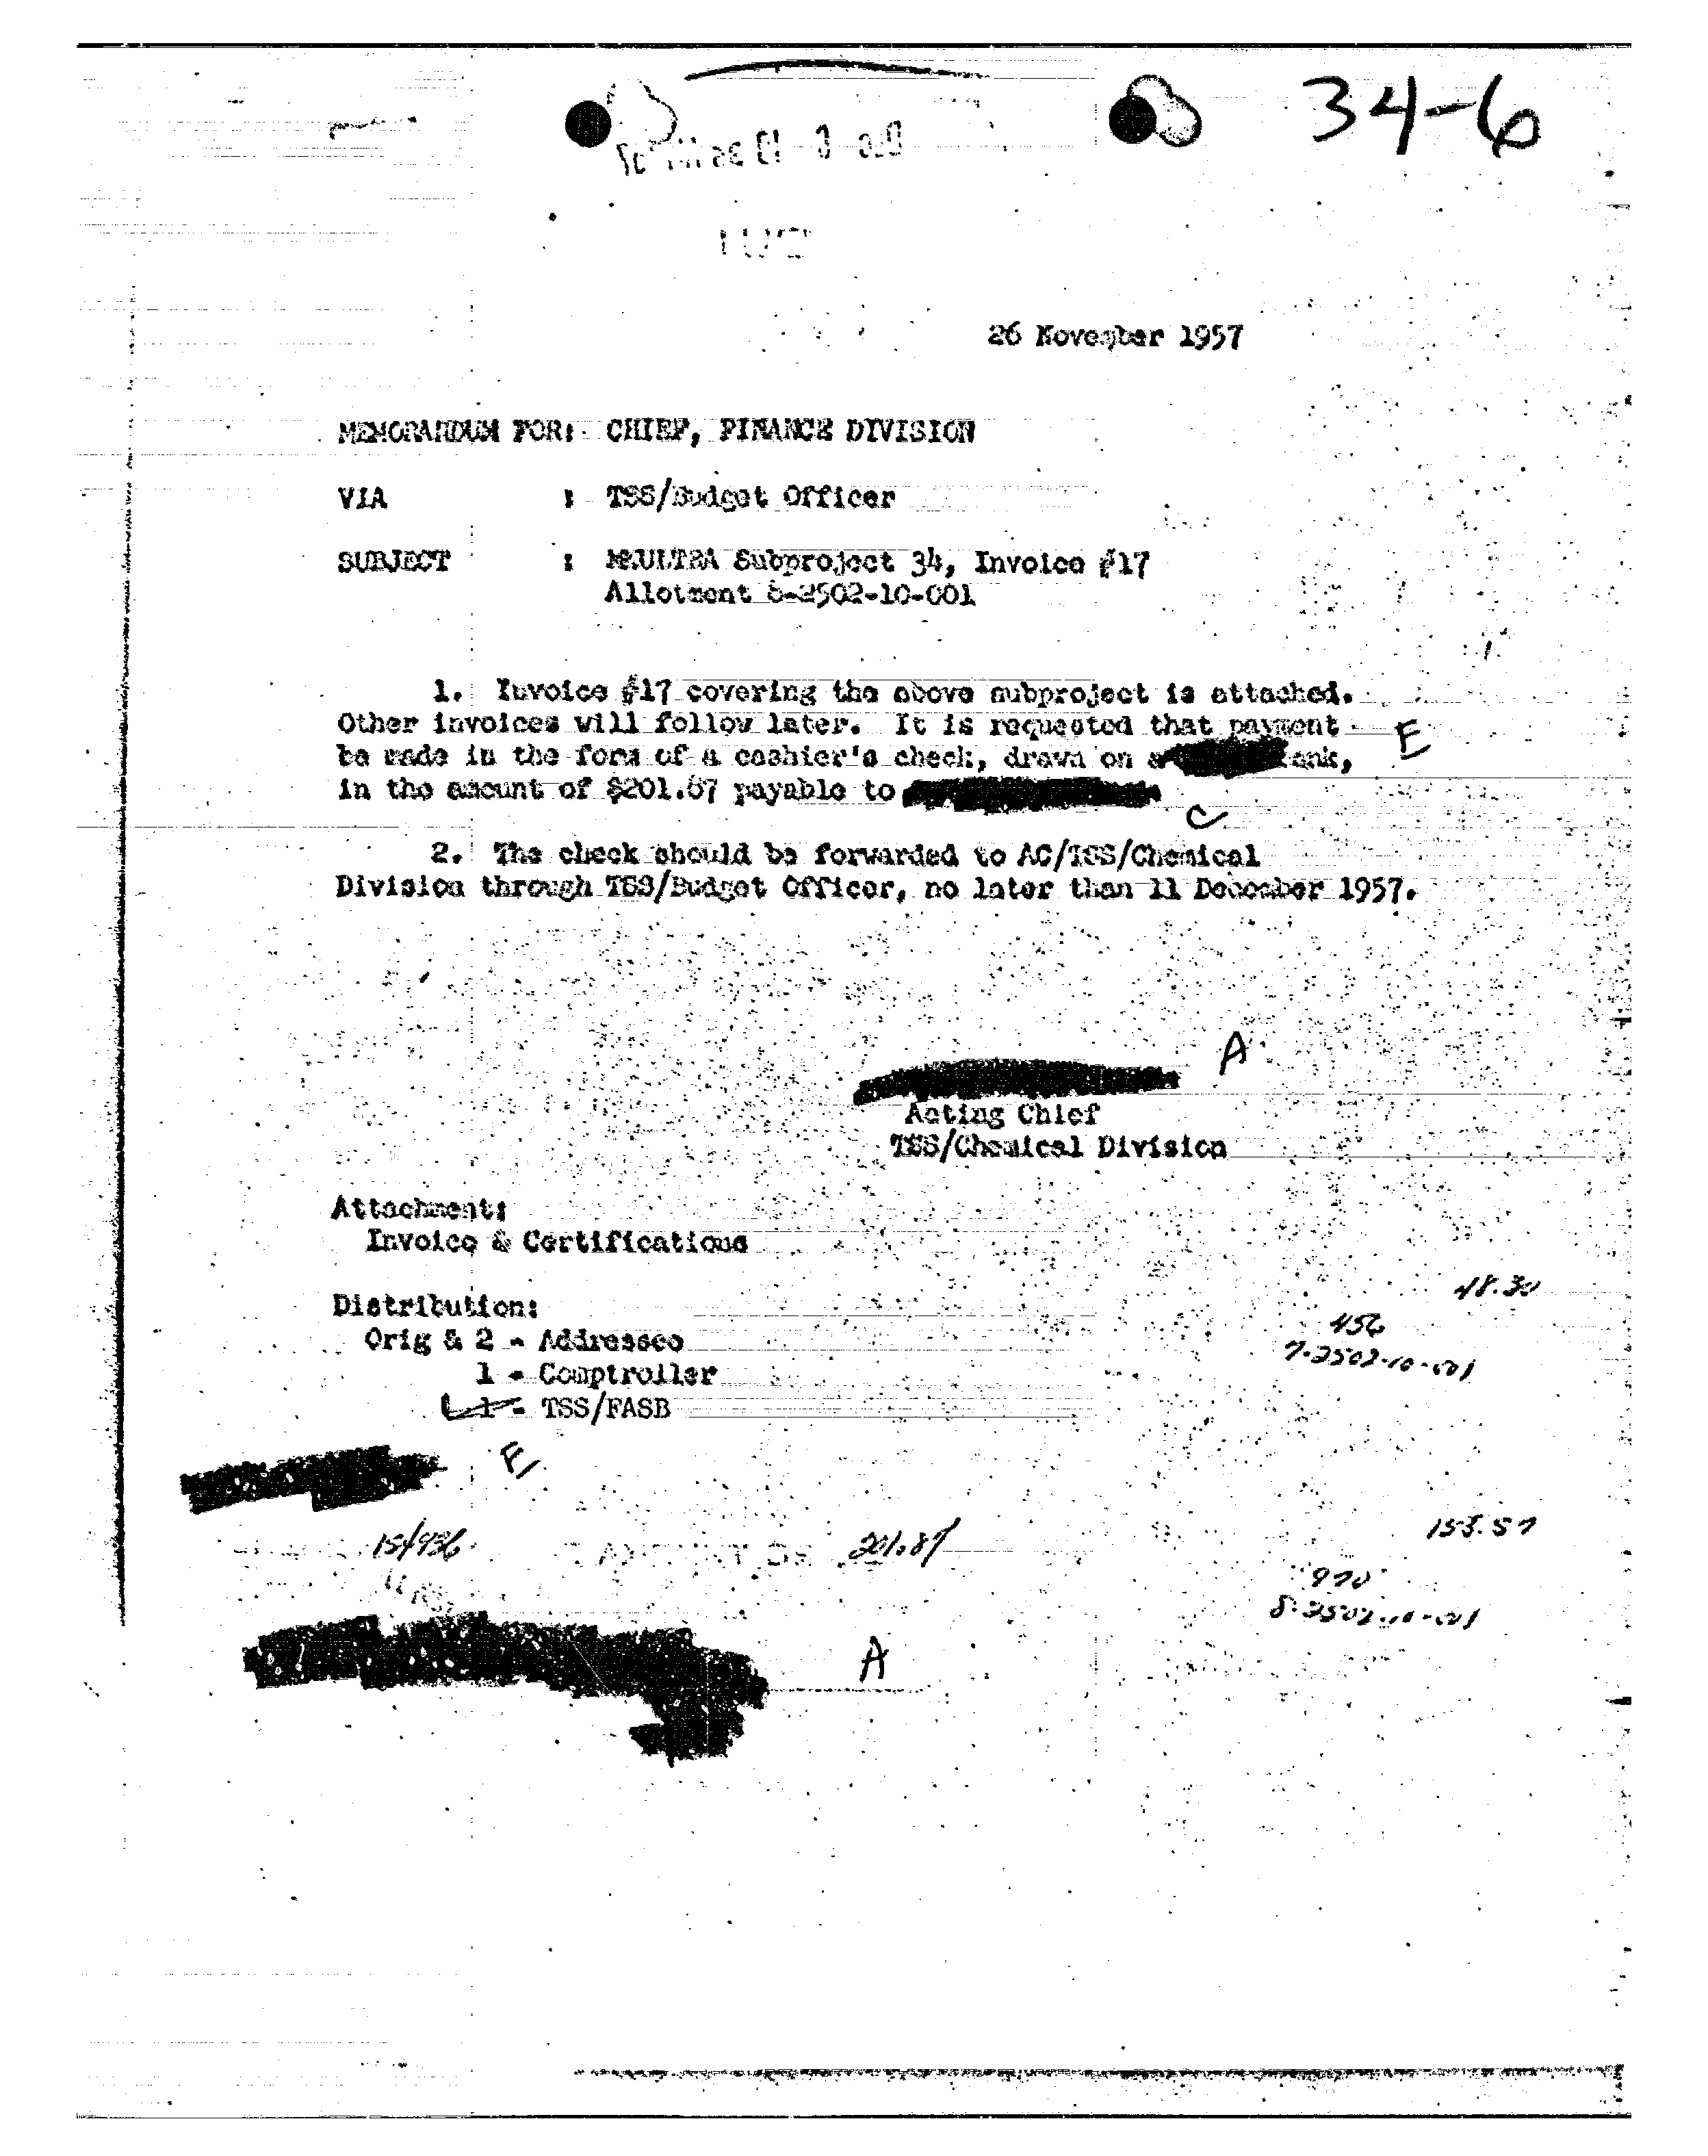 34-6
26 November 1957
MEMORANDUM FOR: CHIEF, FINANCE DIVISION
VIA : TSS/Budget Officer
SUBJECT : MKULTRA Subproject 34, Invoice #17
Allotment 8-2502-10-001
1. Invoice #17 covering the above subproject is attached.
Other invoices will follow later. It is requested that payment E
be made in the form of a cashier's check, drawn on a ank,
in the amount of $201.87 payable to
C
2. The check should be forwarded to AC/TSS/Chemical
Division through TSS/Budget Officer, no later than 11 December 1957.
A
Acting Chief
TSS/Chemical Division
Attachment:
Invoice & Certifications
48.30
Distribution:
Orig & 2 - Addressee 456
7-2502-10-001
1 - Comptroller
1 - TSS/FASB
E
153.57
15/936 201.87
970
8-2502-10-001
A